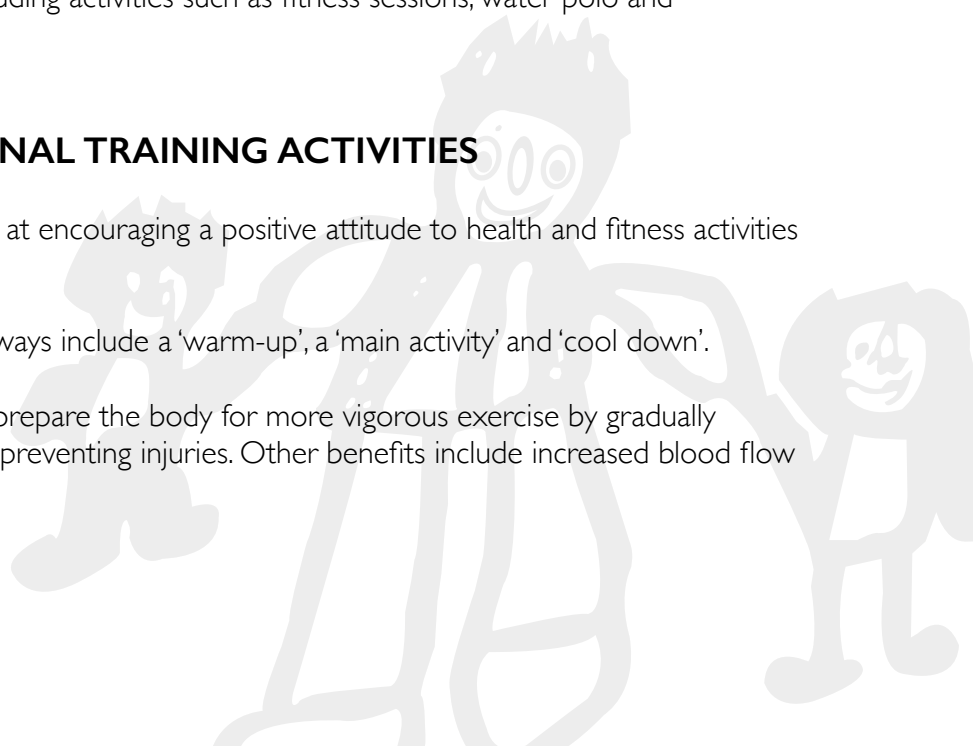 such as fitness sessions, water polo and
NAL TRAINING ACTIVITIES
at encouraging a positive attitude to health and fitness activities
ways include a ‘warm-up’, a ‘main activity’ and ‘cool down’.
prepare the body for more vigorous exercise by gradually
preventing injuries. Other benefits include increased blood flow